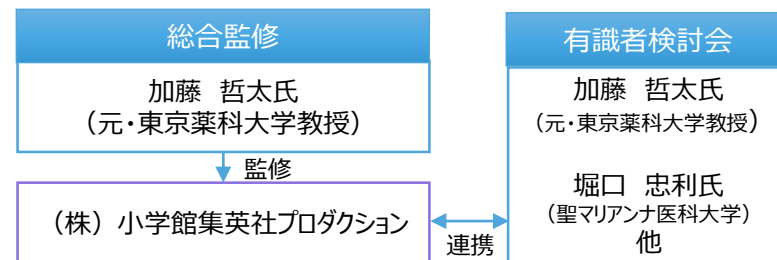 総合監修
加藤 哲太氏
（元・東京薬科大学教授）
監修
（株）小学館集英社プロダクション
連携
有識者検討会
加藤 哲太氏
（元・東京薬科大学教授）
堀口 忠利氏
（聖マリアンナ医科大学）
他